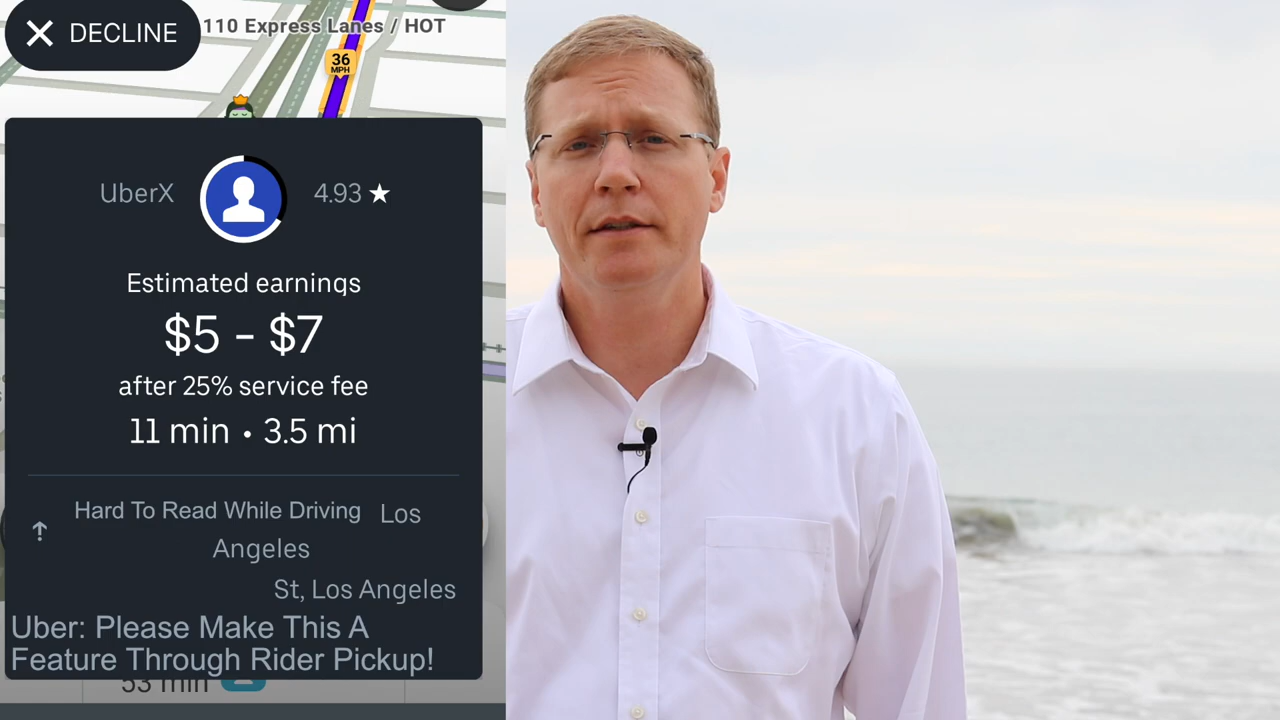 DECLINE
110 Express Lanes / HOT
36
MPH
UberX
4.93 ★
Estimated earnings
$5 - $7
after 25% service fee
11 min • 3.5 mi
Hard To Read While Driving Los
Angeles
St, Los Angeles
Uber: Please Make This A
Feature Through Rider Pickup!
53 min